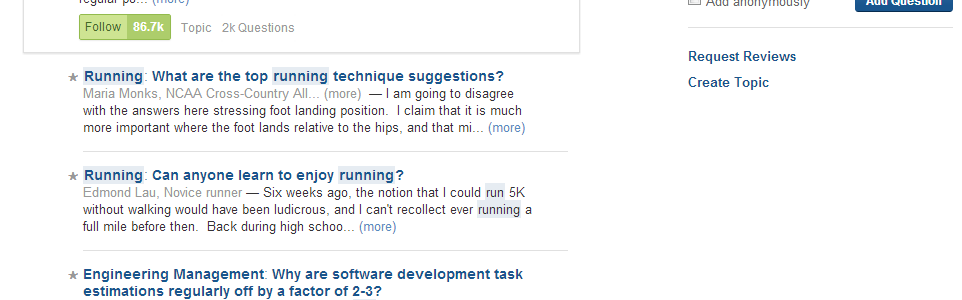 regular po... (more)
Follow 86.7k Topic 2k Questions
Running: What are the top running technique suggestions?
Maria Monks, NCAA Cross-Country All... (more) — I am going to disagree
with the answers here stressing foot landing position. I claim that it is much
more important where the foot lands relative to the hips, and that mi... (more)
Running: Can anyone learn to enjoy running?
Edmond Lau, Novice runner — Six weeks ago, the notion that I could run 5K
without walking would have been ludicrous, and I can't recollect ever running a
full mile before then. Back during high schoo... (more)
Engineering Management: Why are software development task
estimations regularly off by a factor of 2-3?
Add anonymously
Add Question
Request Reviews
Create Topic